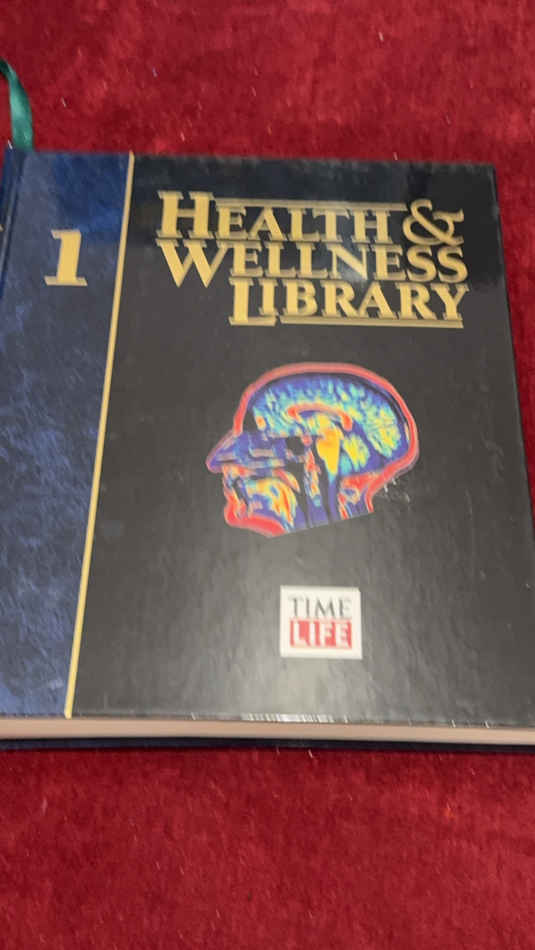 1
HEALTH &
WELLNESS
LIBRARY
TIME
LIFE